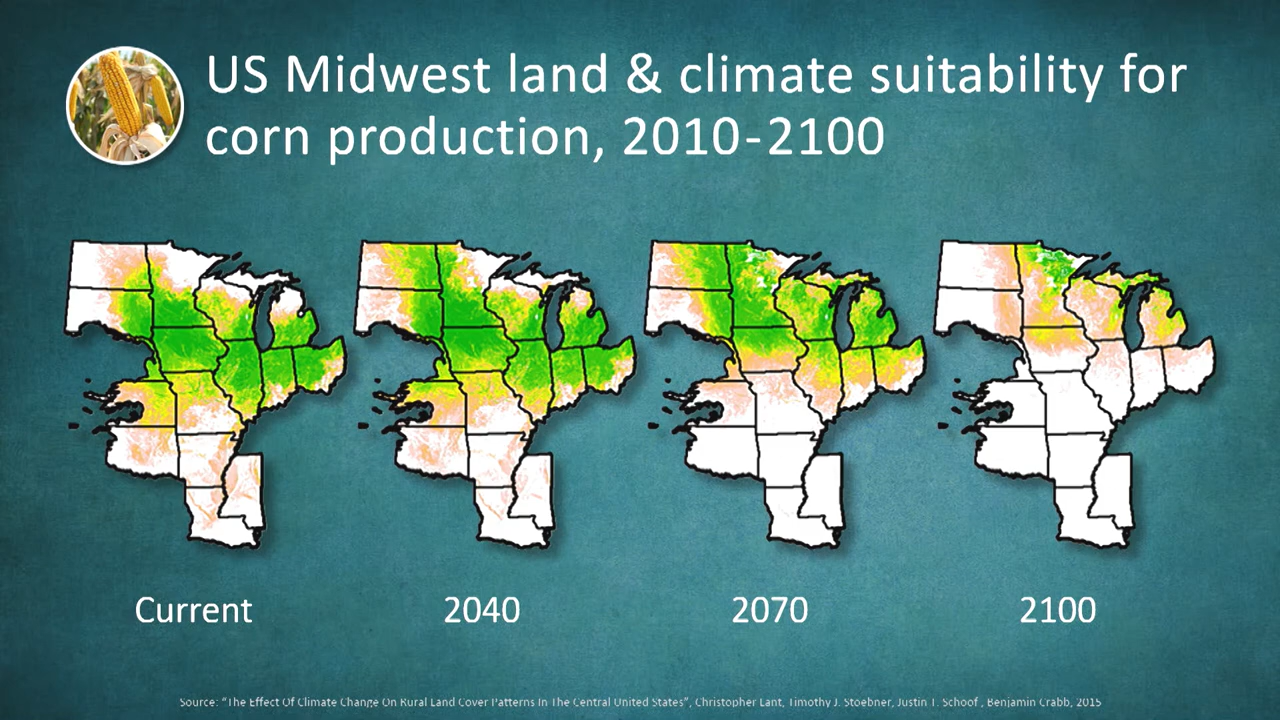 US Midwest land & climate suitability for
corn production, 2010-2100
Current
2040
2070
2100
Source: "The Effect Of Climate Change On Rural Land Cover Patterns In The Central United States", Christopher Lant, Timothy J. Stoebner, Justin T. Schoof , Benjamin Crabb, 2015